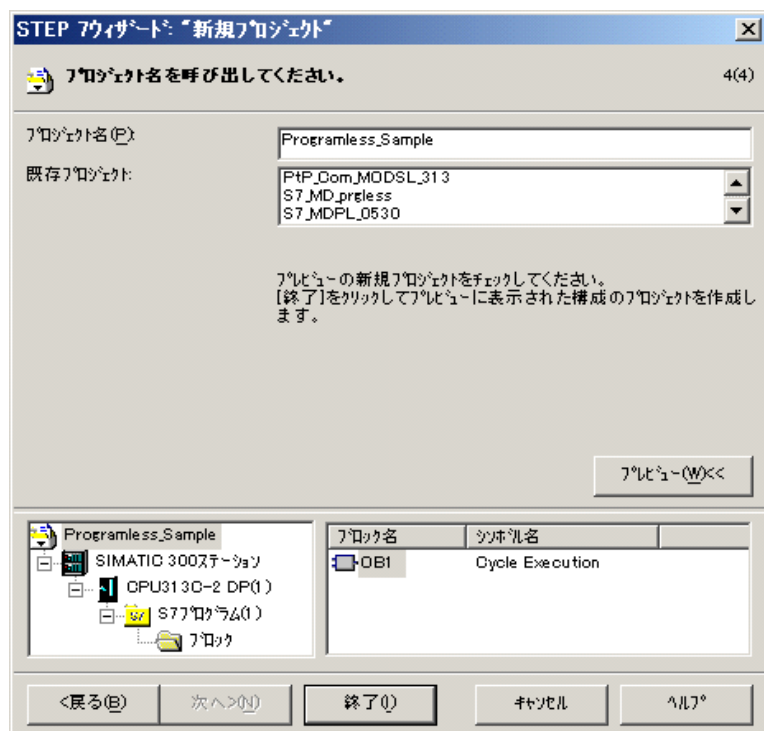 STEP 7ウィザード: "新規プロジェクト"
プロジェクト名を呼び出してください。
4(4)
プロジェクト名(P):
Programless_Sample
既存プロジェクト:
PtP_Com_MODSL_313
S7_MD_prgless
S7_MDPL_0530
プレビューの新規プロジェクトをチェックしてください。
[終了]をクリックしてプレビューに表示された構成のプロジェクトを作成し
ます。
プレビュー(W)<<
Programless_Sample
SIMATIC 300ステーション
CPU313C-2 DP(1)
S7プログラム(1)
ブロック
ブロック名 シンボル名
OB1 Cycle Execution
<戻る(B) 次へ>(N) 終了(I) キャンセル ヘルプ